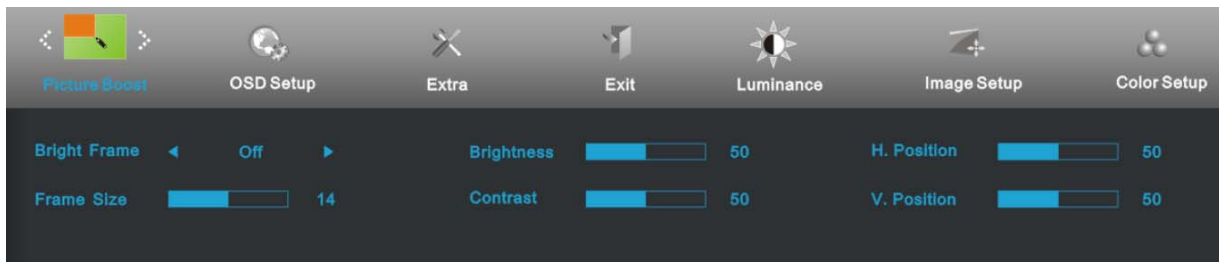 Picture Boost OSD Setup Extra Exit Luminance Image Setup Color Setup
Bright Frame Off Brightness 50 H. Position 50
Frame Size 14 Contrast 50 V. Position 50